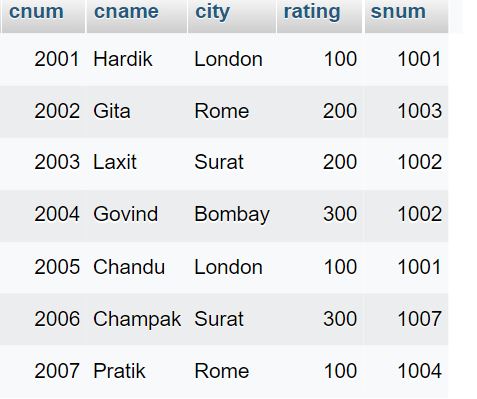 cnum cname city rating snum
2001 Hardik London 100 1001
2002 Gita Rome 200 1003
2003 Laxit Surat 200 1002
2004 Govind Bombay 300 1002
2005 Chandu London 100 1001
2006 Champak Surat 300 1007
2007 Pratik Rome 100 1004